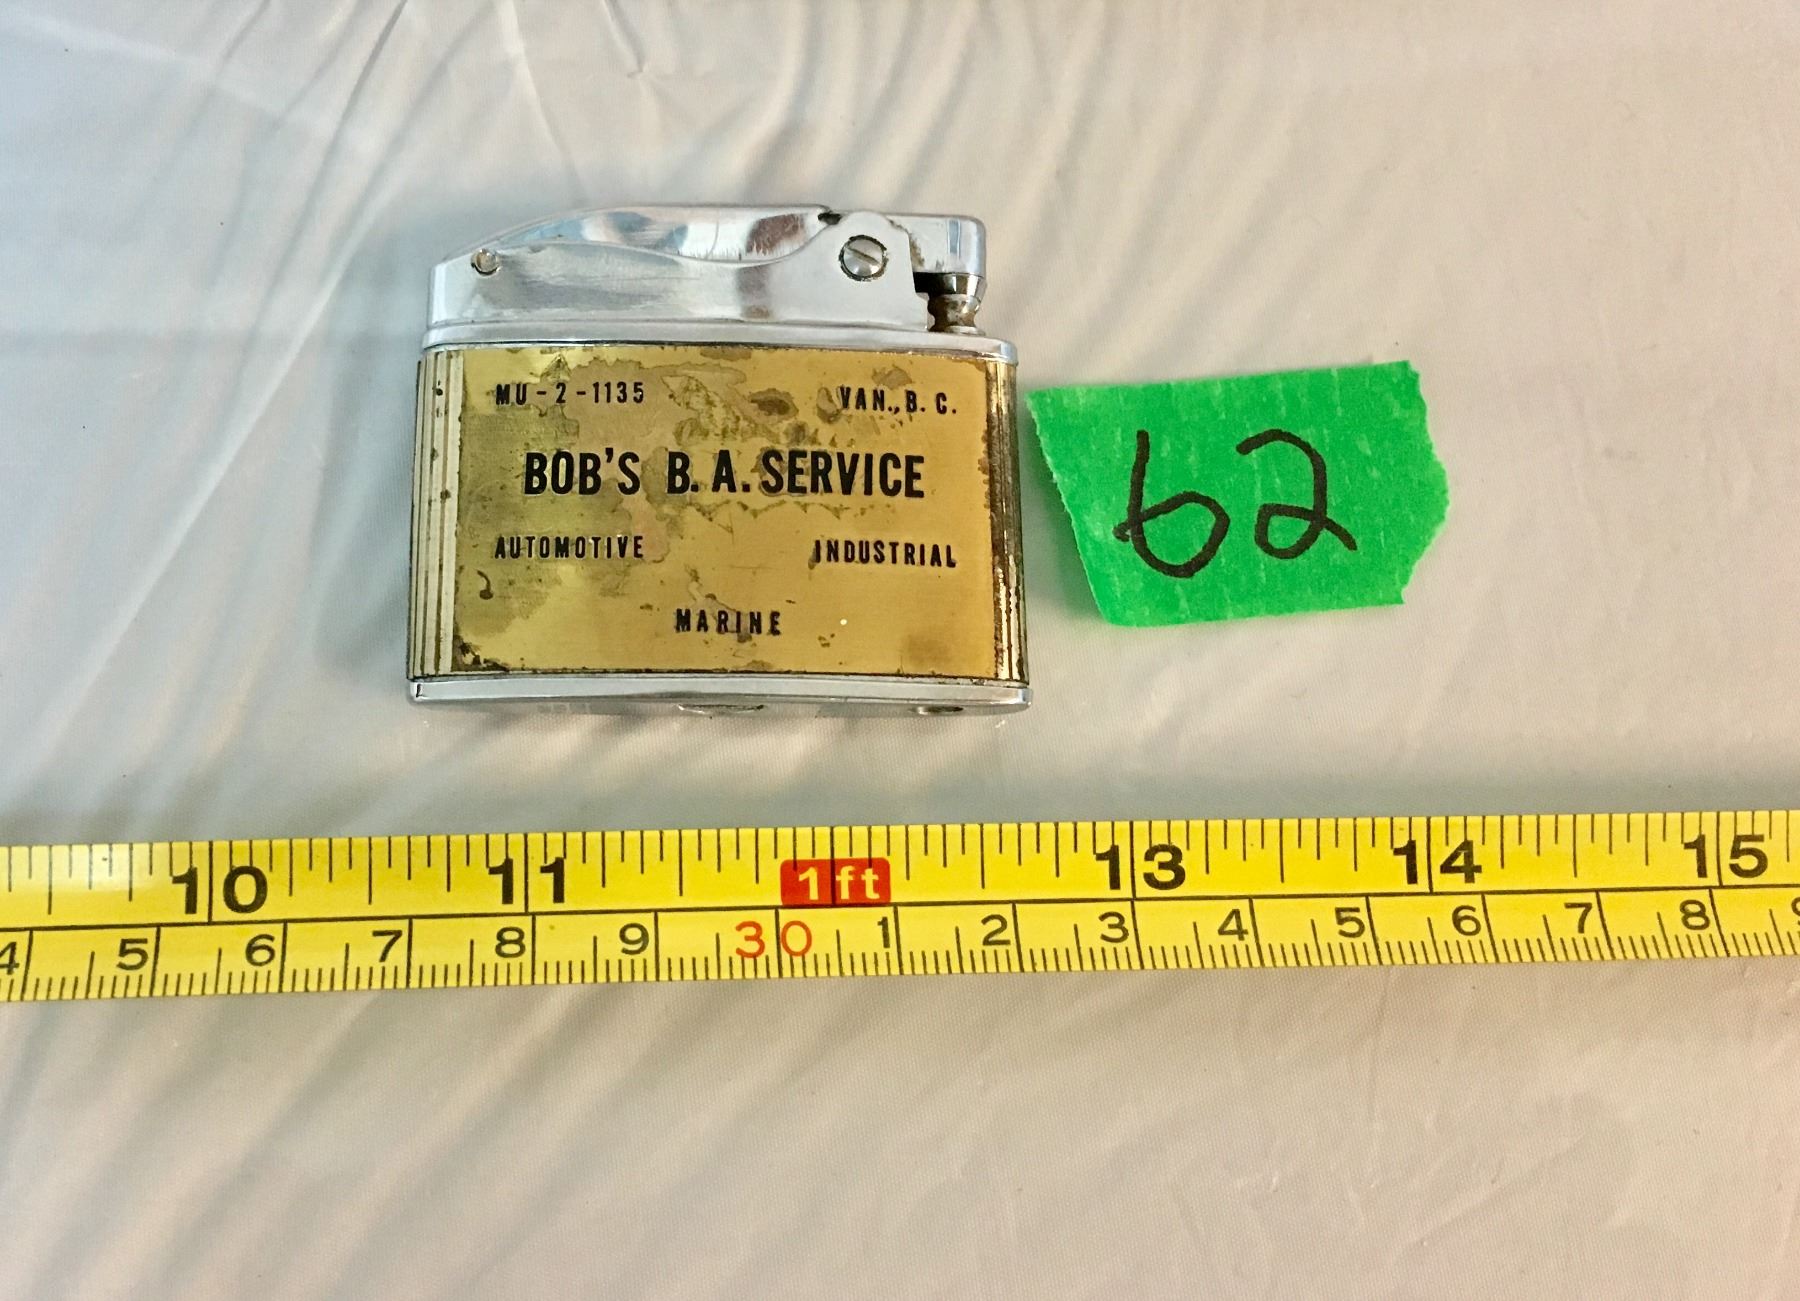 MU-2-1135 VAN., B. C.
BOB'S B. A. SERVICE
AUTOMOTIVE INDUSTRIAL
MARINE
62
10 11 1ft 13 14 15
4 5 6 7 8 9 30 1 2 3 4 5 6 7 8 9